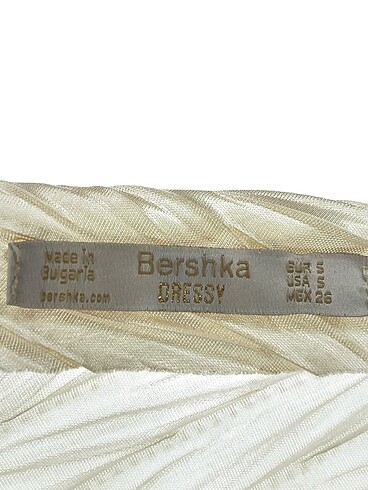 Made in
Bulgaria
bershka.com
Bershka
DRESSY
EUR S
USA S
MEX 26